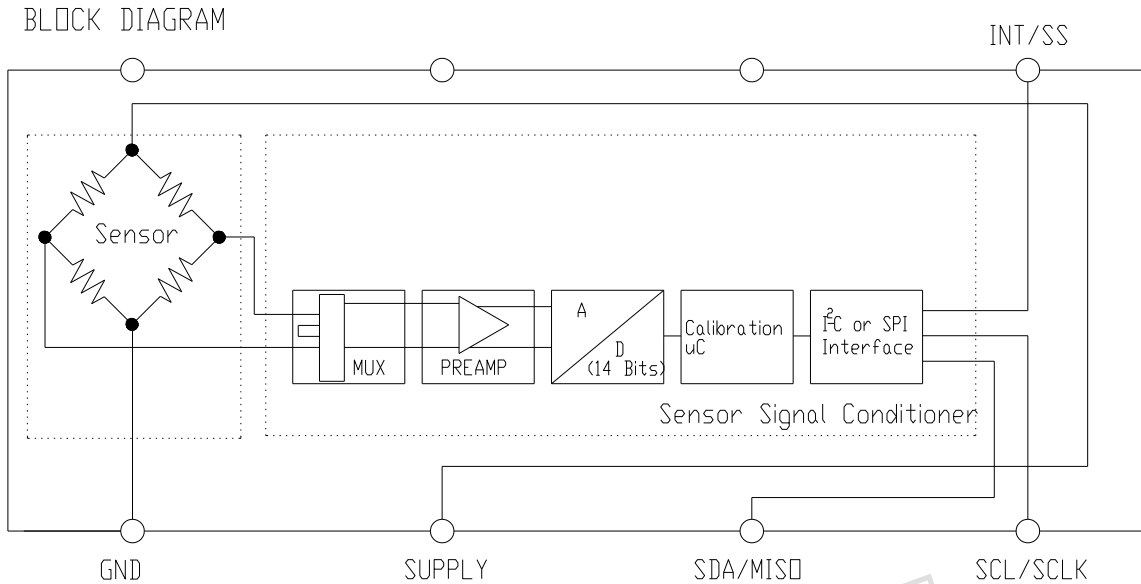 BLOCK DIAGRAM
INT/SS
Sensor
A
D
(14 Bits)
MUX
PREAMP
Calibration
uC
I²C or SPI
Interface
Sensor Signal Conditioner
GND
SUPPLY
SDA/MISO
SCL/SCLK